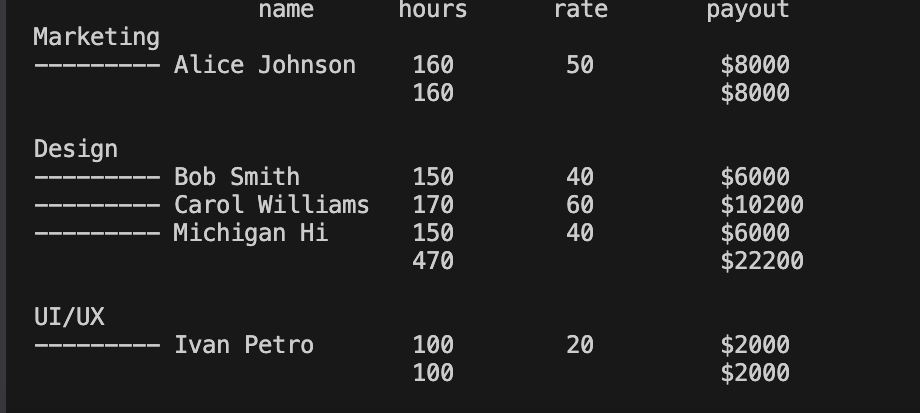 name hours rate payout
Marketing
--------- Alice Johnson 160 50 $8000
160 $8000
Design
--------- Bob Smith 150 40 $6000
--------- Carol Williams 170 60 $10200
--------- Michigan Hi 150 40 $6000
470 $22200
UI/UX
--------- Ivan Petro 100 20 $2000
100 $2000